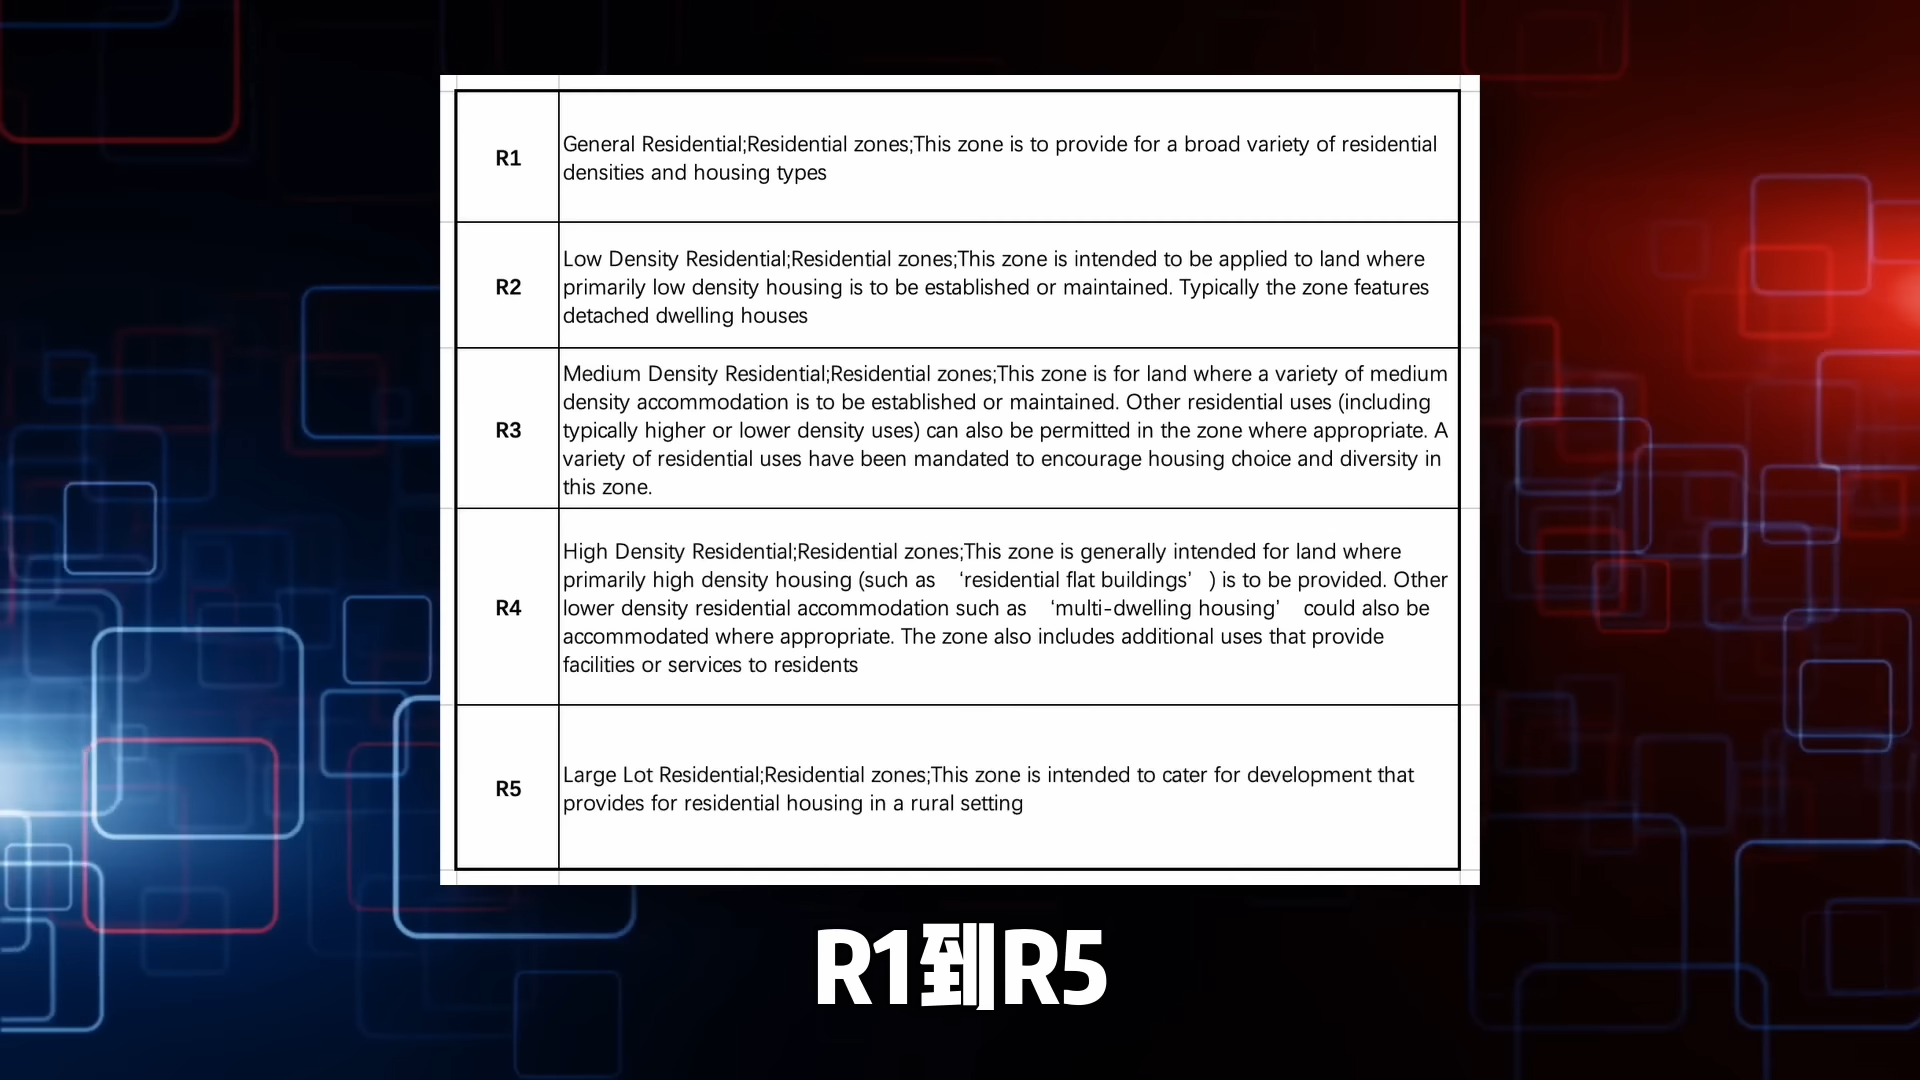 R1
General Residential;Residential zones;This zone is to provide for a broad variety of residential
densities and housing types
R2
Low Density Residential;Residential zones;This zone is intended to be applied to land where
primarily low density housing is to be established or maintained. Typically the zone features
detached dwelling houses
R3
Medium Density Residential;Residential zones;This zone is for land where a variety of medium
density accommodation is to be established or maintained. Other residential uses (including
typically higher or lower density uses) can also be permitted in the zone where appropriate. A
variety of residential uses have been mandated to encourage housing choice and diversity in
this zone.
R4
High Density Residential;Residential zones;This zone is generally intended for land where
primarily high density housing (such as ‘residential flat buildings’ ) is to be provided. Other
lower density residential accommodation such as ‘multi-dwelling housing’ could also be
accommodated where appropriate. The zone also includes additional uses that provide
facilities or services to residents
R5
Large Lot Residential;Residential zones;This zone is intended to cater for development that
provides for residential housing in a rural setting
R1到R5